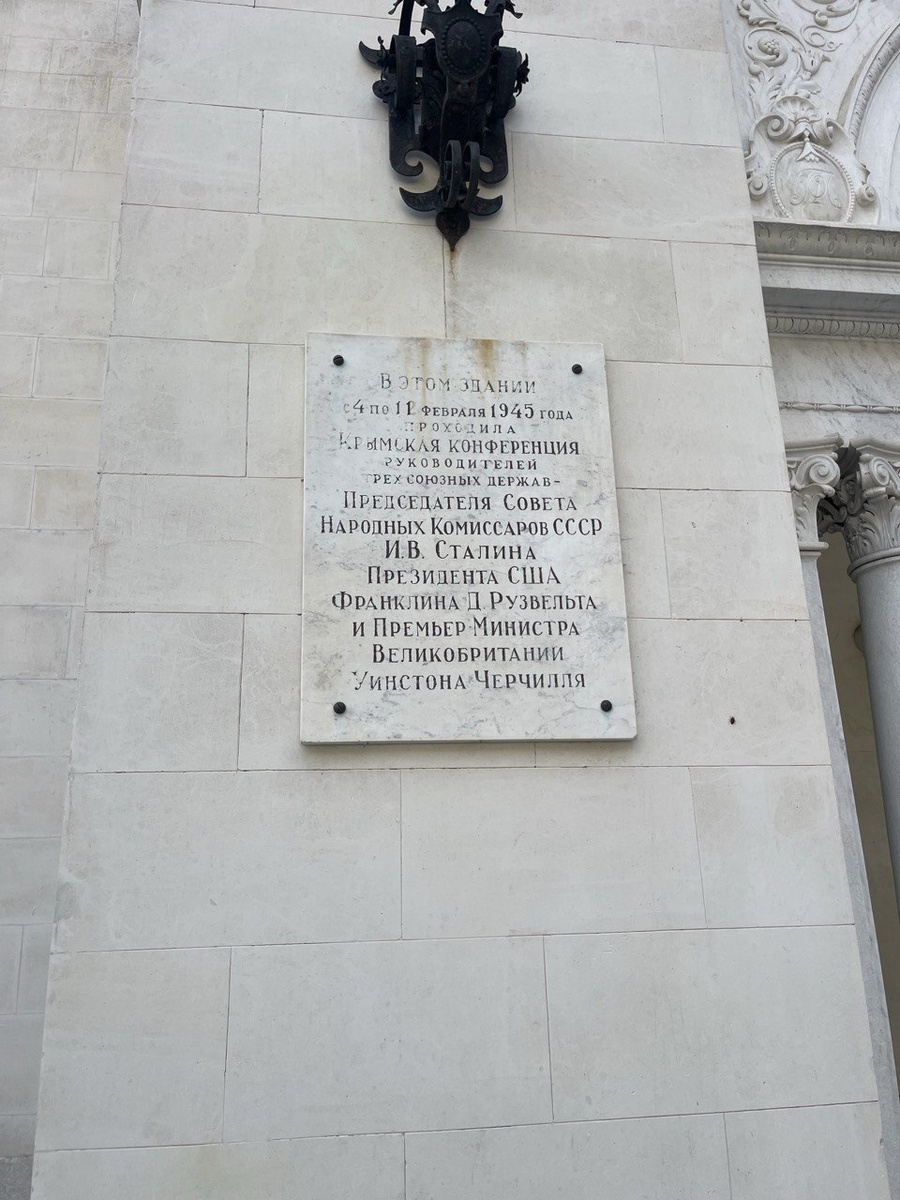 В ЭТОМ ЗДАНИИ
С 4 ПО 11 ФЕВРАЛЯ 1945 ГОДА
ПРОХОДИЛА
КРЫМСКАЯ КОНФЕРЕНЦИЯ
РУКОВОДИТЕЛЕЙ
ТРЕХ СОЮЗНЫХ ДЕРЖАВ –
ПРЕДСЕДАТЕЛЯ СОВЕТА
НАРОДНЫХ КОМИССАРОВ СССР
И.В. СТАЛИНА
ПРЕЗИДЕНТА США
ФРАНКЛИНА Д. РУЗВЕЛЬТА
И ПРЕМЬЕР-МИНИСТРА
ВЕЛИКОБРИТАНИИ
УИНСТОНА ЧЕРЧИЛЛЯ